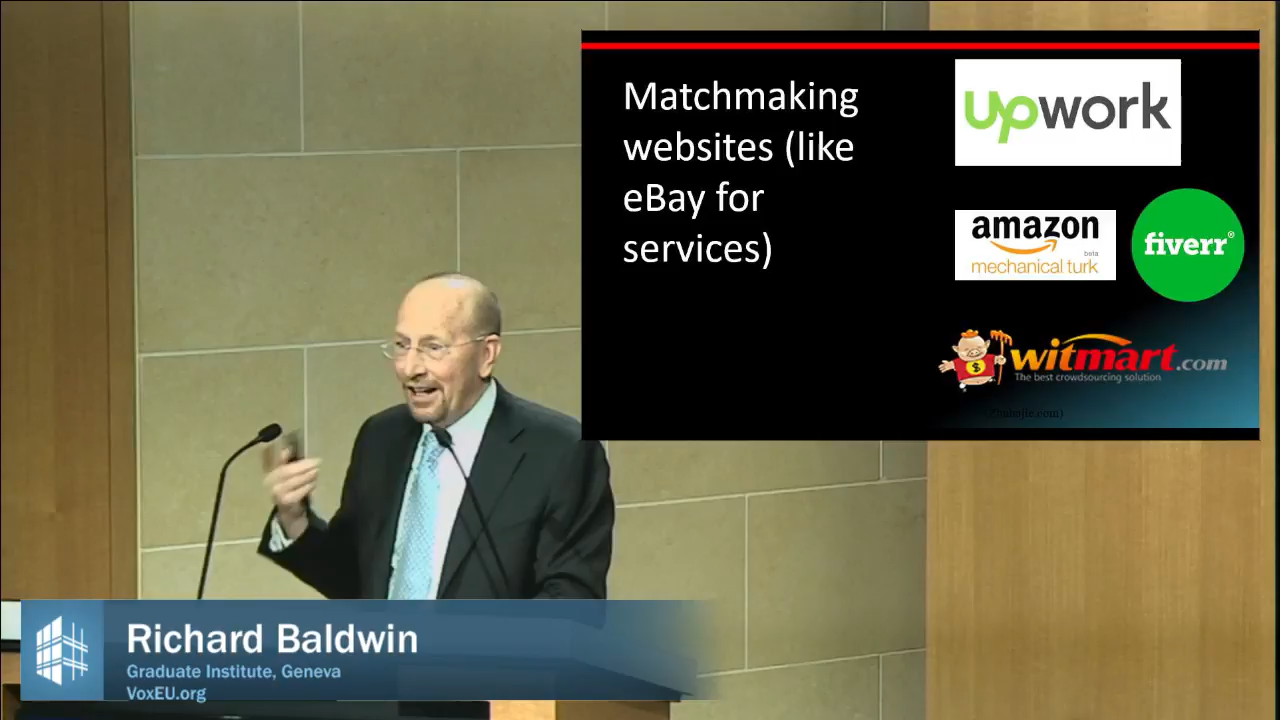 Matchmaking
websites (like
eBay for
services)
upwork
amazon
beta
mechanical turk
fiverr®
$
witmart.com
The best crowdsourcing solution
Richard Baldwin
Graduate Institute, Geneva
VoxEU.org